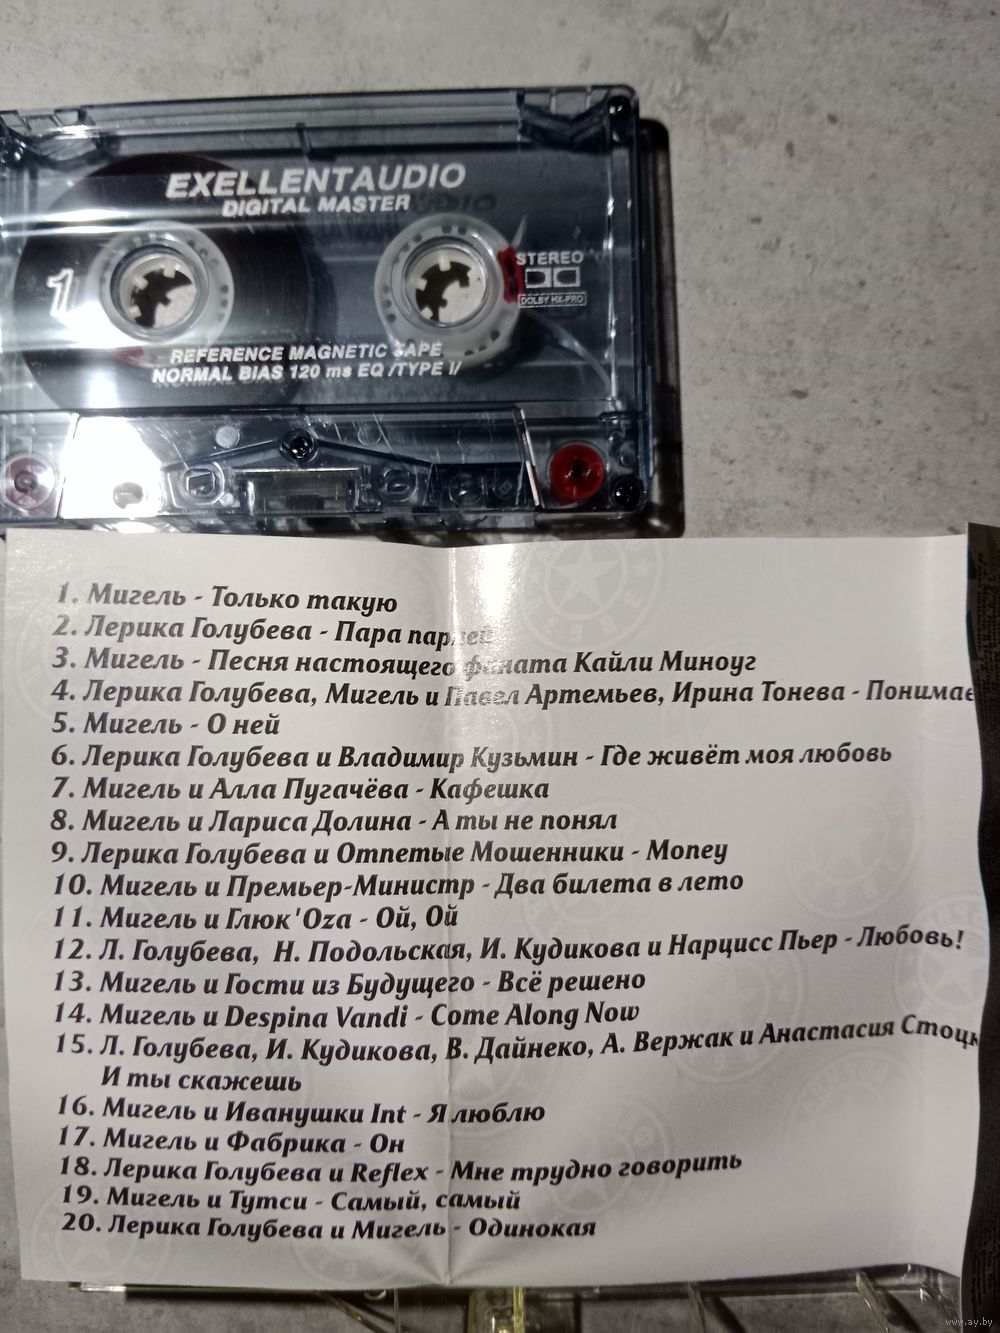 EXELLENTAUDIO
DIGITAL MASTER
1
STEREO
DOLBY HX-PRO
REFERENCE MAGNETIC TAPE
NORMAL BIAS 120 ms EQ /TYPE I/
1. Мигель - Только такую
2. Лерика Голубева - Пара парней
3. Мигель - Песня настоящего фаната Кайли Миноуг
4. Лерика Голубева, Мигель и Павел Артемьев, Ирина Тонева - Понимае
5. Мигель - О ней
6. Лерика Голубева и Владимир Кузьмин - Где живёт моя любовь
7. Мигель и Алла Пугачёва - Кафешка
8. Мигель и Лариса Долина - А ты не понял
9. Лерика Голубева и Отпетые Мошенники - Money
10. Мигель и Премьер-Министр - Два билета в лето
11. Мигель и Глюк'Oza - Ой, Ой
12. Л. Голубева, Н. Подольская, И. Кудикова и Нарцисс Пьер - Любовь!
13. Мигель и Гости из Будущего - Всё решено
14. Мигель и Despina Vandi - Come Along Now
15. Л. Голубева, И. Кудикова, В. Дайнеко, А. Вержак и Анастасия Стоцк
И ты скажешь
16. Мигель и Иванушки Int - Я люблю
17. Мигель и Фабрика - Он
18. Лерика Голубева и Reflex - Мне трудно говорить
19. Мигель и Тутси - Самый, самый
20. Лерика Голубева и Мигель - Одинокая
www.ay.by